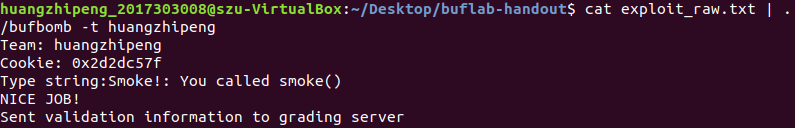 huangzhipeng_2017303008@szu-VirtualBox:~/Desktop/buflab-handout$ cat exploit_raw.txt | .
/bufbomb -t huangzhipeng
Team: huangzhipeng
Cookie: 0x2d2dc57f
Type string:Smoke!: You called smoke()
NICE JOB!
Sent validation information to grading server